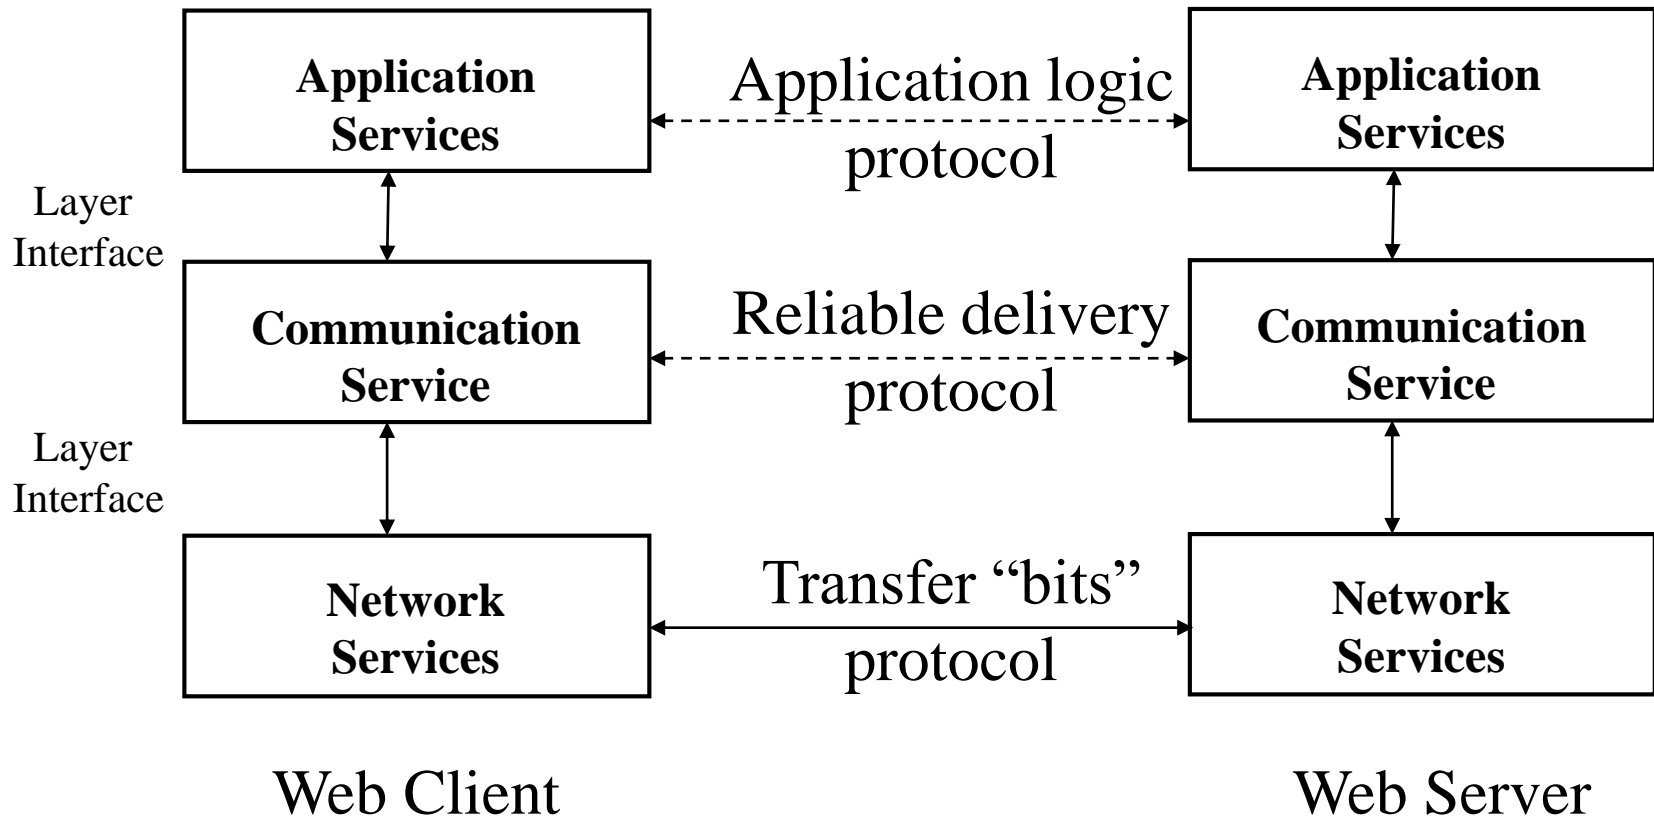 Application
Services
Application logic
protocol
Application
Services
Layer
Interface
Communication
Service
Reliable delivery
protocol
Communication
Service
Layer
Interface
Network
Services
Transfer “bits”
protocol
Network
Services
Web Client
Web Server